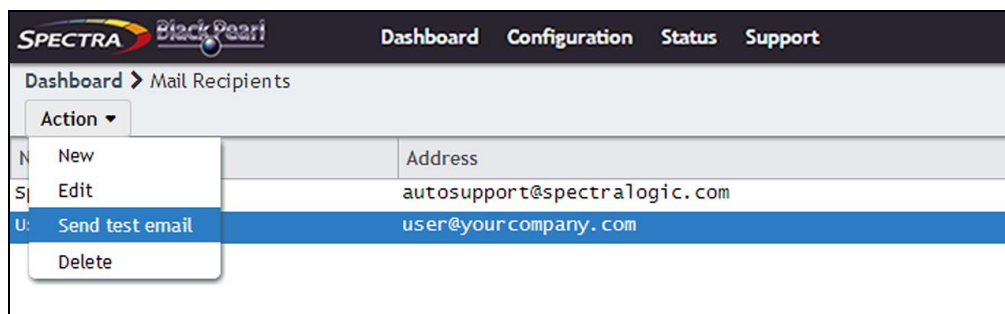 SPECTRA BlackPearl Dashboard Configuration Status Support
Dashboard > Mail Recipients
Action
New
Address
Edit
autosupport@spectralogic.com
Send test email
user@yourcompany.com
Delete